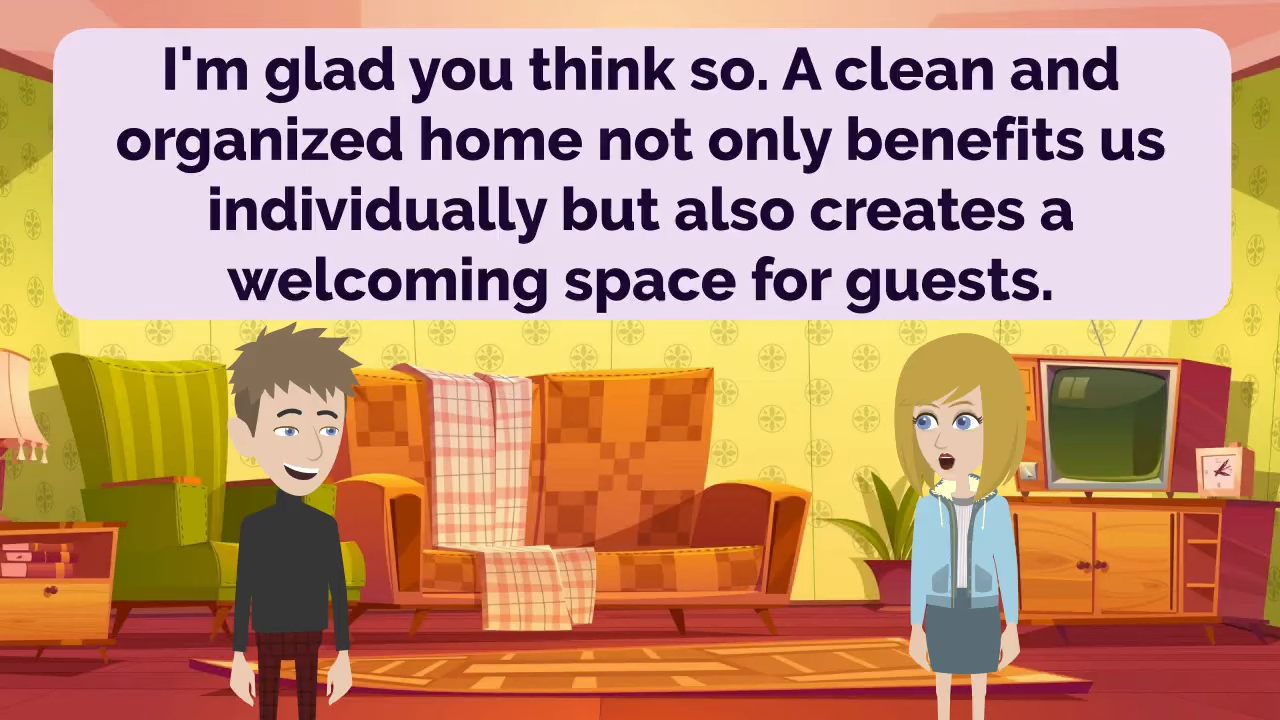 I'm glad you think so. A clean and
organized home not only benefits us
individually but also creates a
welcoming space for guests.